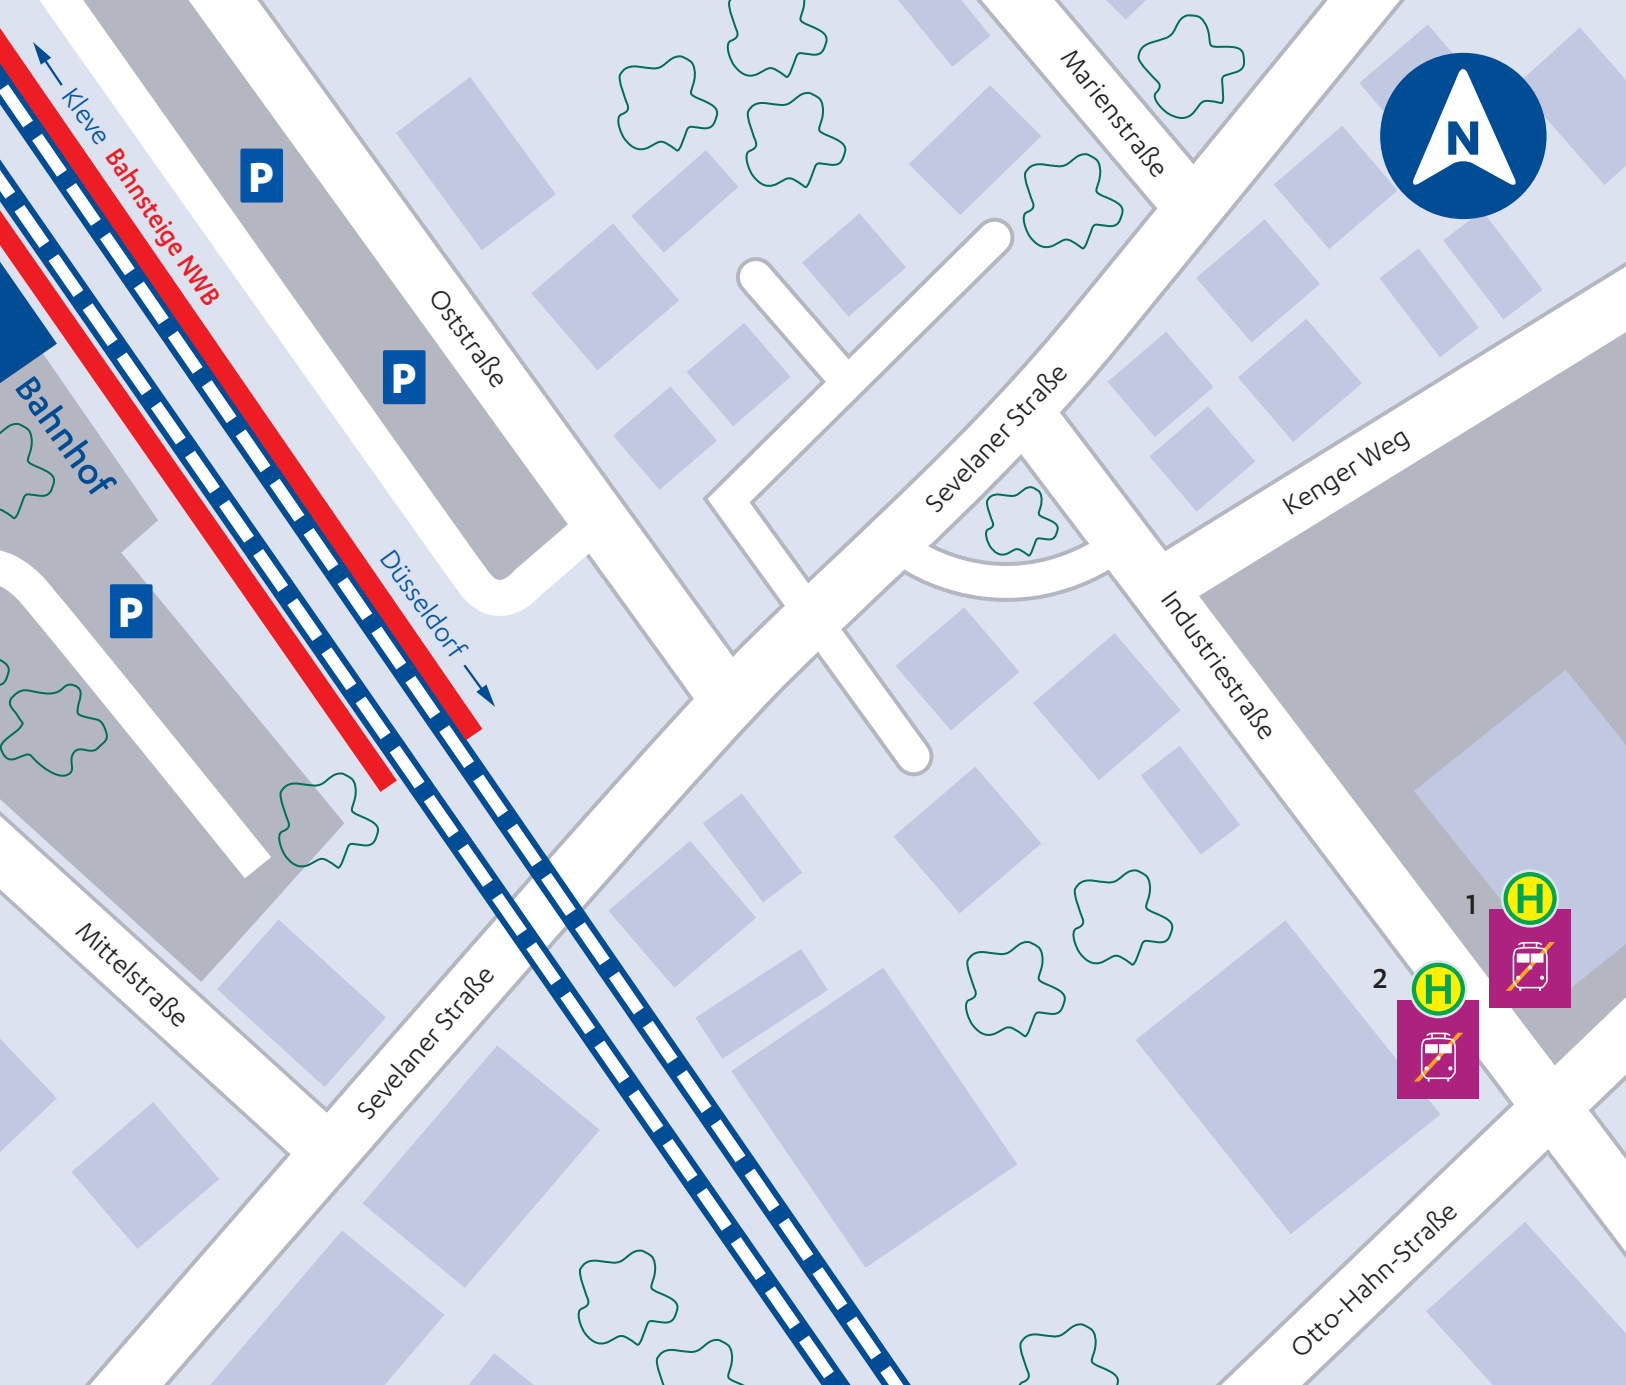 Marienstraße
N
Kleve
Bahnsteige NWB
P
P
Oststraße
Bahnhof
Sevelaner Straße
Kenger Weg
Düsseldorf
P
Industriestraße
1
H
2
H
Mittelstraße
Sevelaner Straße
Otto-Hahn-Straße